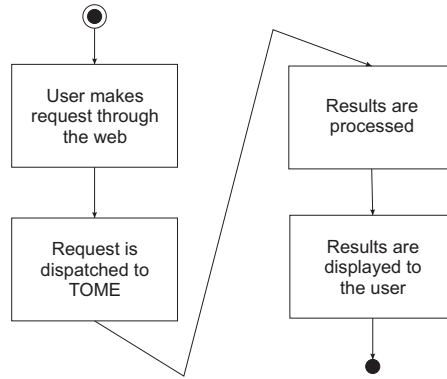 User makes
request through
the web
Request is
dispatched to
TOME
Results are
processed
Results are
displayed to
the user